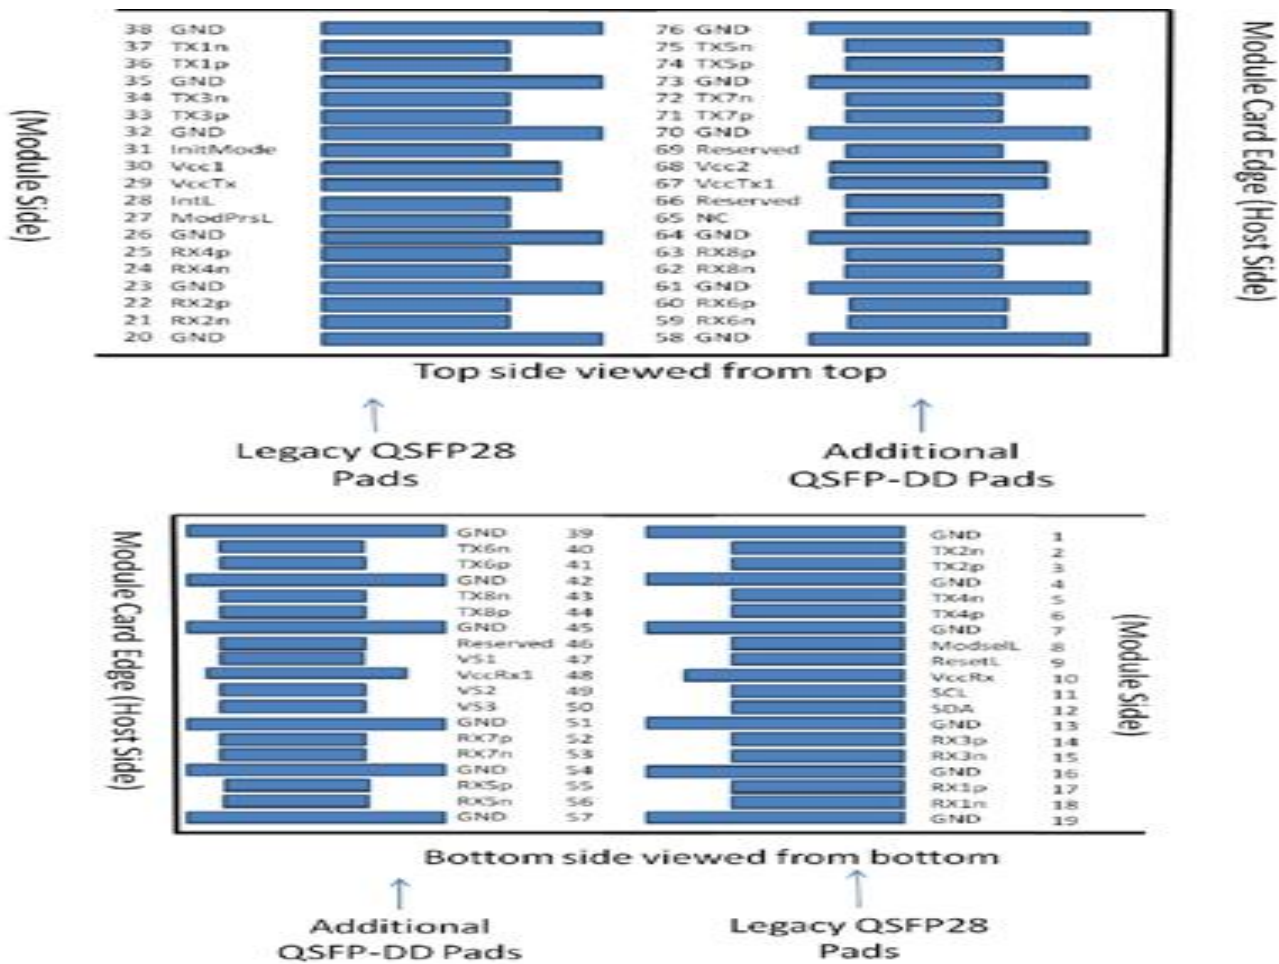 38 GND 76 GND
37 TX1n 75 TX5n
36 TX1p 74 TX5p
35 GND 73 GND
34 TX3n 72 TX7n
33 TX3p 71 TX7p
32 GND 70 GND
31 InitMode 69 Reserved
30 Vcc1 68 Vcc2
29 VccTx 67 VccTx1
28 IntL 66 Reserved
27 ModPrsL 65 NC
26 GND 64 GND
25 RX4p 63 RX8p
24 RX4n 62 RX8n
23 GND 61 GND
22 RX2p 60 RX6p
21 RX2n 59 RX6n
20 GND 58 GND
(Module Side)
Module Card Edge (Host Side)
Top side viewed from top
Legacy QSFP28
Pads
Additional
QSFP-DD Pads
Module Card Edge (Host Side)
GND 39 GND 1
TX6n 40 TX2n 2
TX6p 41 TX2p 3
GND 42 GND 4
TX8n 43 TX4n 5
TX8p 44 TX4p 6
GND 45 GND 7
Reserved 46 ModselL 8
VS1 47 ResetL 9
VccRx1 48 VccRx 10
VS2 49 SCL 11
VS3 50 SDA 12
GND 51 GND 13
RX7p 52 RX3p 14
RX7n 53 RX3n 15
GND 54 GND 16
RX5p 55 RX1p 17
RX5n 56 RX1n 18
GND 57 GND 19
(Module Side)
Bottom side viewed from bottom
Additional
QSFP-DD Pads
Legacy QSFP28
Pads